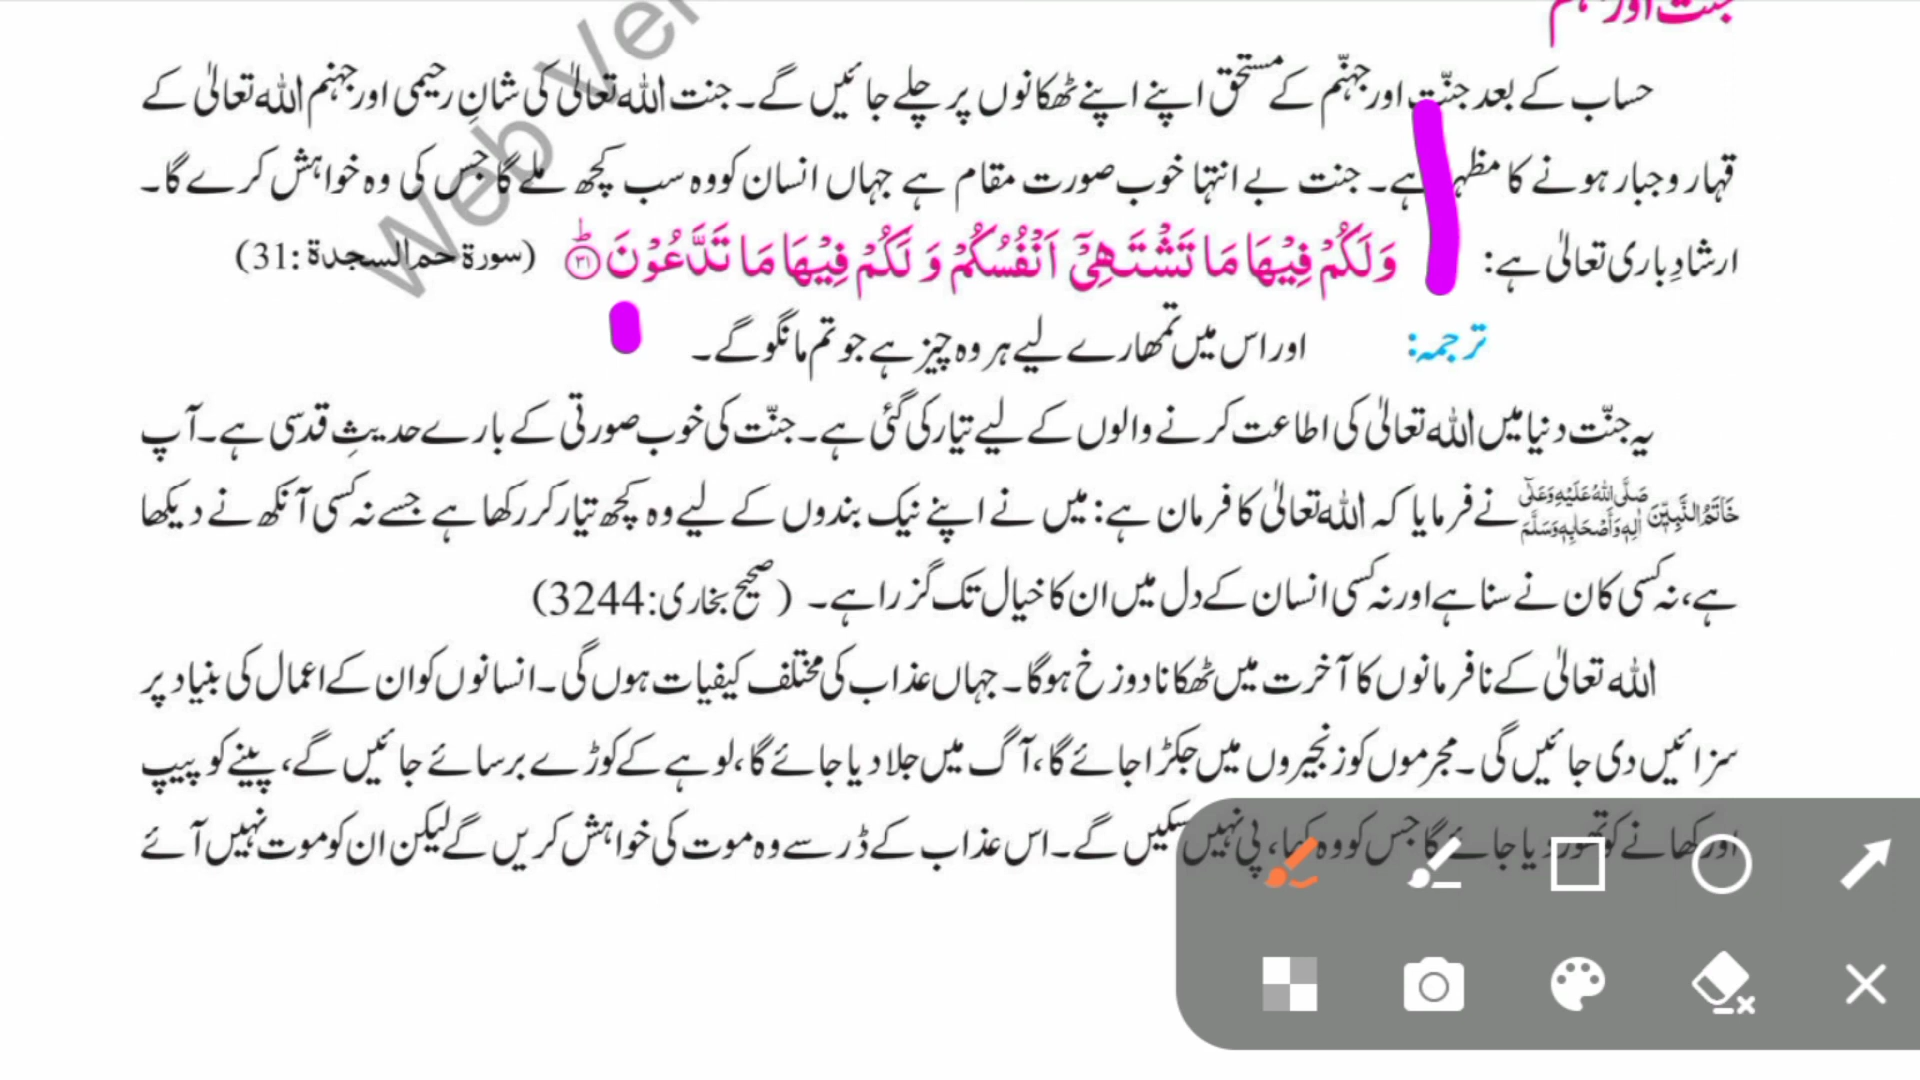 جنت اور جہنم
حساب کے بعد جنّت اور جہنّم کے مستحق اپنے اپنے ٹھکانوں پر چلے جائیں گے۔ جنت اللہ تعالیٰ کی شانِ رحیمی اور جہنم اللہ تعالیٰ کے
قہار و جبار ہونے کا مظہر ہے۔ جنت بے انتہا خوب صورت مقام ہے جہاں انسان کو وہ سب کچھ ملے گا جس کی وہ خواہش کرے گا۔
ارشادِ باری تعالیٰ ہے: وَلَكُمْ فِيْهَا مَا تَشْتَهِيْٓ اَنْفُسُكُمْ وَ لَكُمْ فِيْهَا مَا تَدَّعُوْنَ ؕ۝۳۱ (سورۃ حم السجدۃ:31)
ترجمہ: اور اس میں تمھارے لیے ہر وہ چیز ہے جو تم مانگو گے۔
یہ جنّت دنیا میں اللہ تعالیٰ کی اطاعت کرنے والوں کے لیے تیار کی گئی ہے۔ جنّت کی خوب صورتی کے بارے حدیثِ قدسی ہے۔ آپ
خَاتَمُ النَّبِیّٖنَ صَلَّی اللہُ عَلَیْہِ وَعَلٰٓی اٰلِہٖ وَاَصْحَابِہٖ وَسَلَّمَ نے فرمایا کہ اللہ تعالیٰ کا فرمان ہے: میں نے اپنے نیک بندوں کے لیے وہ کچھ تیار کر رکھا ہے جسے نہ کسی آنکھ نے دیکھا
ہے، نہ کسی کان نے سنا ہے اور نہ کسی انسان کے دل میں ان کا خیال تک گزرا ہے۔ (صحیح بخاری:3244)
اللہ تعالیٰ کے نافرمانوں کا آخرت میں ٹھکانا دوزخ ہوگا۔ جہاں عذاب کی مختلف کیفیات ہوں گی۔ انسانوں کو ان کے اعمال کی بنیاد پر
سزائیں دی جائیں گی۔ مجرموں کو زنجیروں میں جکڑا جائے گا، آگ میں جلا دیا جائے گا، لوہے کے کوڑے برسائے جائیں گے، پینے کو پیپ
اور کھانے کو تھور دیا جائے گا جس کو وہ کھا، پی نہیں سکیں گے۔ اس عذاب کے ڈر سے وہ موت کی خواہش کریں گے لیکن ان کو موت نہیں آئے
Web Ver